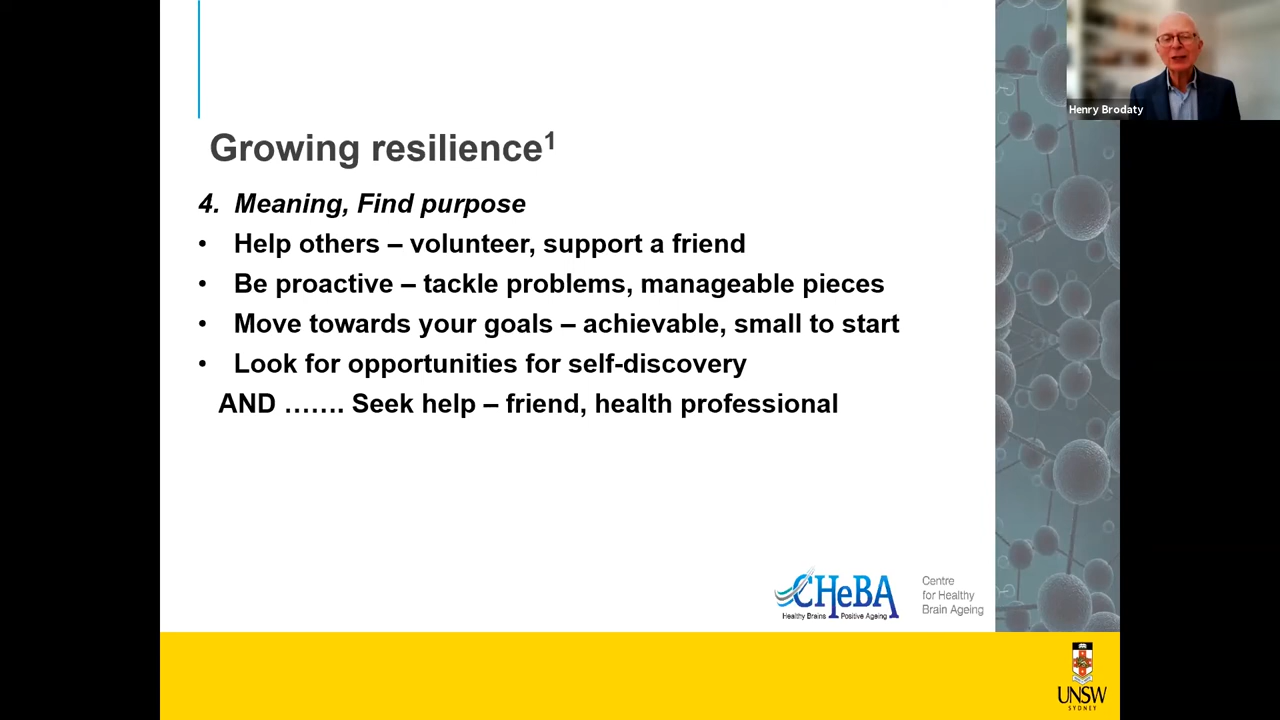 Henry Brodaty
Growing resilience¹
4. Meaning, Find purpose
• Help others – volunteer, support a friend
• Be proactive – tackle problems, manageable pieces
• Move towards your goals – achievable, small to start
• Look for opportunities for self-discovery
AND ……. Seek help – friend, health professional
CHeBA
Healthy Brains Positive Ageing
Centre
for Healthy
Brain Ageing
UNSW
SYDNEY